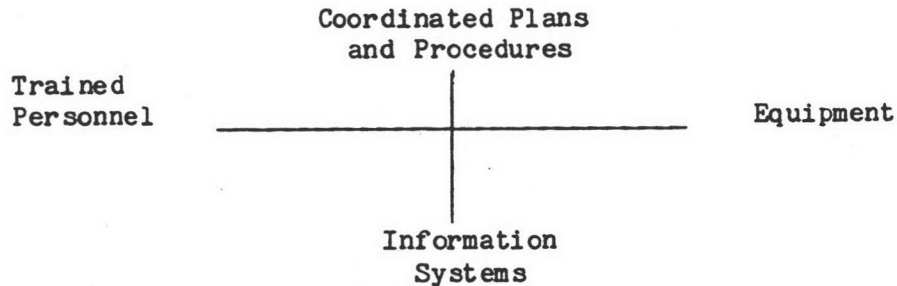 Coordinated Plans
and Procedures
Trained
Personnel
Equipment
Information
Systems